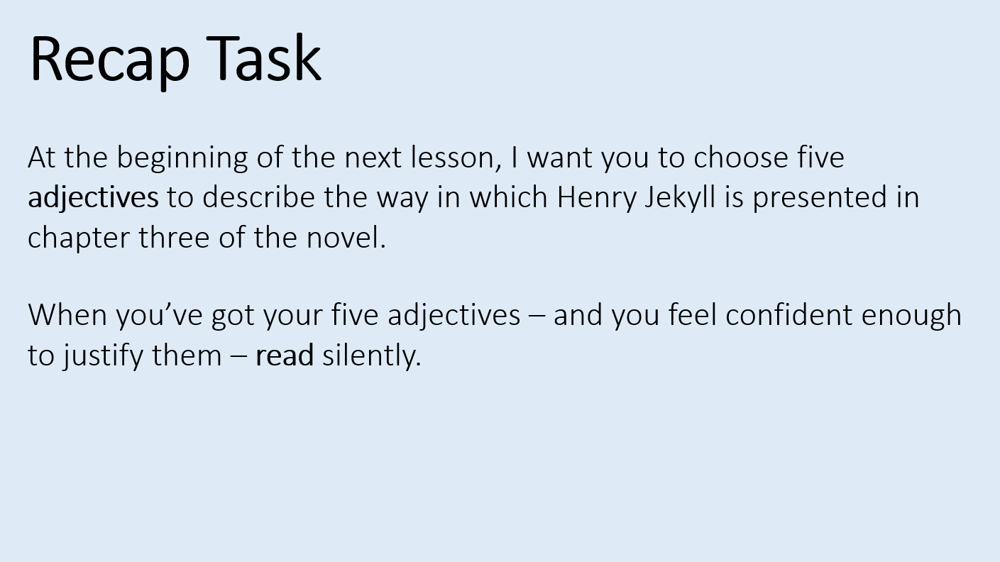 Recap Task
At the beginning of the next lesson, I want you to choose five
adjectives to describe the way in which Henry Jekyll is presented in
chapter three of the novel.
When you’ve got your five adjectives – and you feel confident enough
to justify them – read silently.